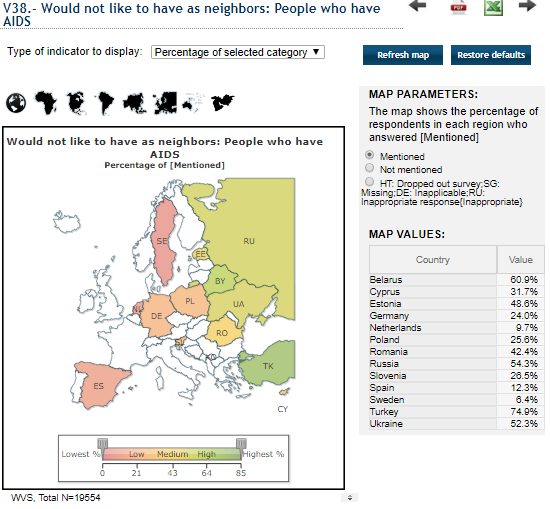 V38.- Would not like to have as neighbors: People who have
AIDS
PDF
Type of indicator to display:
Percentage of selected category
Refresh map
Restore defaults
Would not like to have as neighbors: People who have
AIDS
Percentage of [Mentioned]
SE
RU
EE
BY
NL
PL
DE
UA
RO
ES
TK
CY
Lowest %
Low
Medium
High
Highest %
0 21 43 64 85
WVS, Total N=19554
MAP PARAMETERS:
The map shows the percentage of
respondents in each region who
answered [Mentioned]
Mentioned
Not mentioned
HT: Dropped out survey;SG:
Missing;DE: Inapplicable;RU:
Inappropriate response{Inappropriate}
MAP VALUES:
Country Value
Belarus 60.9%
Cyprus 31.7%
Estonia 48.6%
Germany 24.0%
Netherlands 9.7%
Poland 25.6%
Romania 42.4%
Russia 54.3%
Slovenia 26.5%
Spain 12.3%
Sweden 6.4%
Turkey 74.9%
Ukraine 52.3%